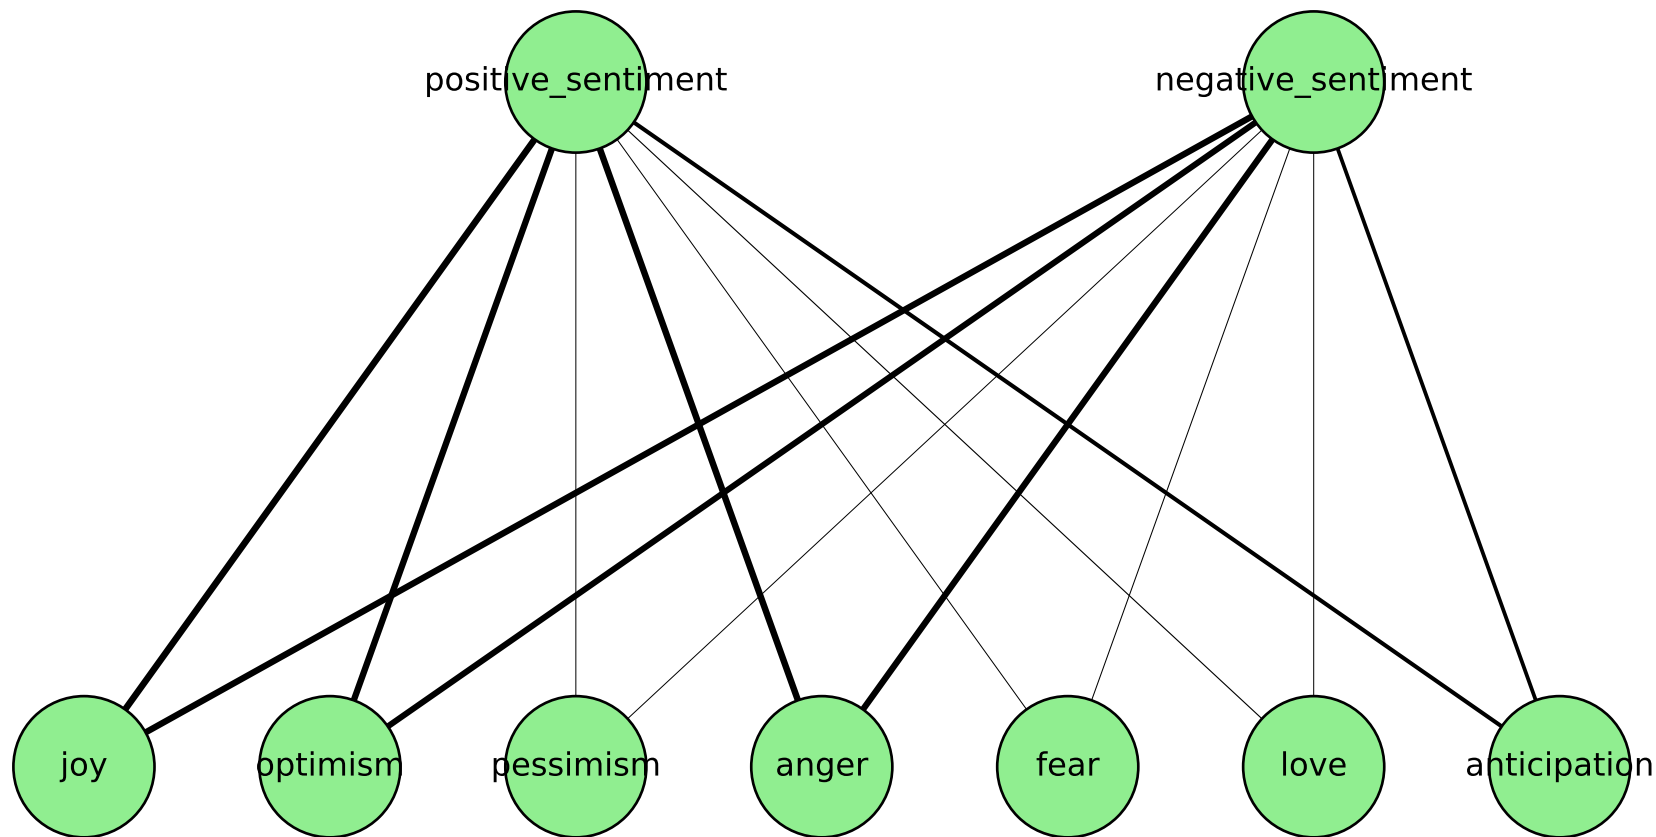 positive_sentiment
negative_sentiment
joy
optimism
pessimism
anger
fear
love
anticipation